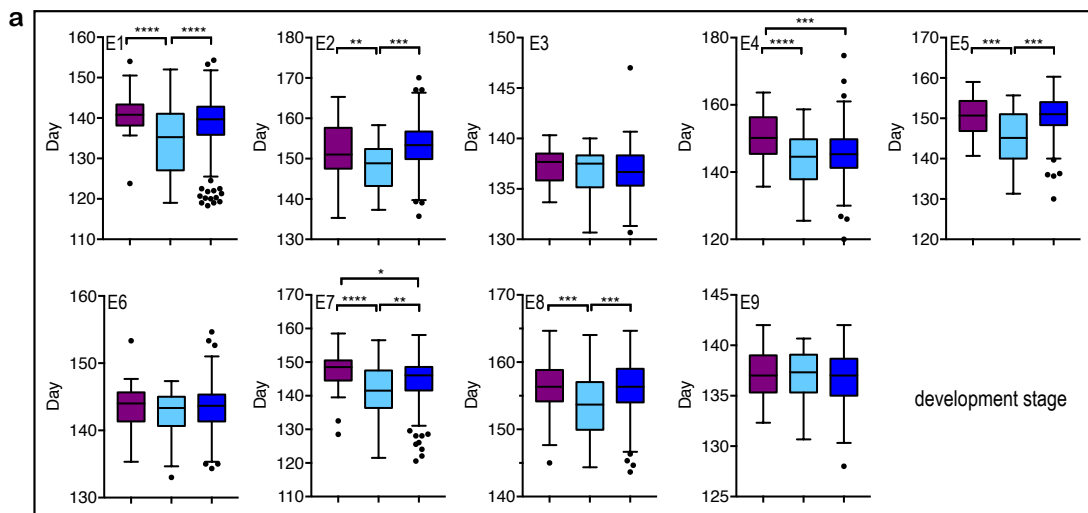 a
E1
**** ****
Day
160
150
140
130
120
110
E2
** ***
Day
180
170
160
150
140
130
E3
Day
150
145
140
135
130
E4
***
****
Day
180
160
140
120
E5
*** ***
Day
170
160
150
140
130
120
E6
Day
160
150
140
130
E7
*
**** **
Day
170
160
150
140
130
120
110
E8
*** ***
Day
170
160
150
140
E9
Day
145
140
135
130
125
development stage